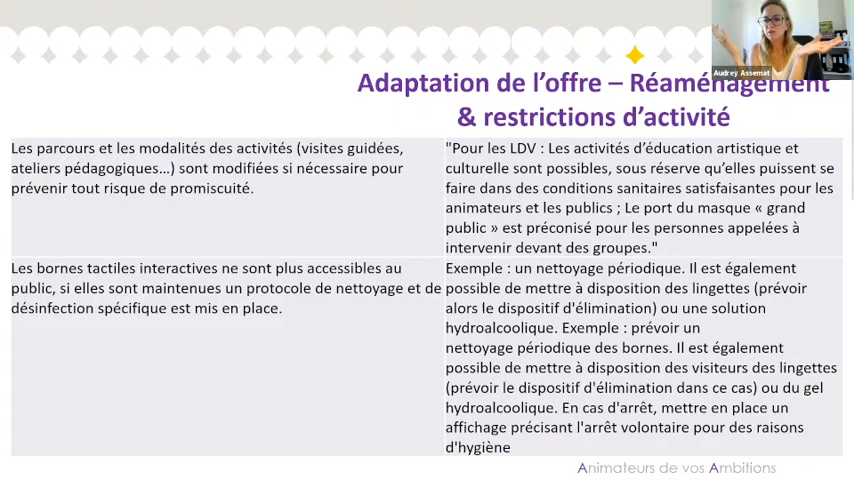 Audrey Assemat
Adaptation de l'offre – Réaménagement
& restrictions d'activité
Les parcours et les modalités des activités (visites guidées,
ateliers pédagogiques…) sont modifiées si nécessaire pour
prévenir tout risque de promiscuité.
"Pour les LDV : Les activités d'éducation artistique et
culturelle sont possibles, sous réserve qu'elles puissent se
faire dans des conditions sanitaires satisfaisantes pour les
animateurs et les publics ; Le port du masque « grand
public » est préconisé pour les personnes appelées à
intervenir devant des groupes."
Les bornes tactiles interactives ne sont plus accessibles au
public, si elles sont maintenues un protocole de nettoyage et de
désinfection spécifique est mis en place.
Exemple : un nettoyage périodique. Il est également
possible de mettre à disposition des lingettes (prévoir
alors le dispositif d'élimination) ou une solution
hydroalcoolique. Exemple : prévoir un
nettoyage périodique des bornes. Il est également
possible de mettre à disposition des visiteurs des lingettes
(prévoir le dispositif d'élimination dans ce cas) ou du gel
hydroalcoolique. En cas d'arrêt, mettre en place un
affichage précisant l'arrêt volontaire pour des raisons
d'hygiène
Animateurs de vos Ambitions